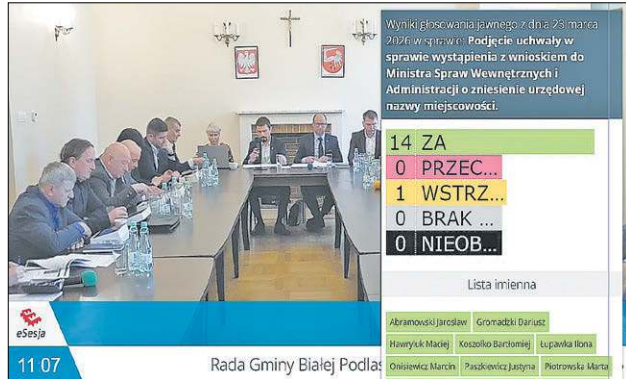 Wyniki głosowania jawnego z dnia 23 marca
2026 w sprawie: Podjęcie uchwały w
sprawie wystąpienia z wnioskiem do
Ministra Spraw Wewnętrznych i
Administracji o zniesienie urzędowej
nazwy miejscowości.
14 ZA
0 PRZEC...
1 WSTRZ...
0 BRAK ...
0 NIEOB...
Lista imienna
Abramowski Jarosław Gromadzki Dariusz
Hawryluk Maciej Koszołko Bartłomiej Łupawka Ilona
Onisiewicz Marcin Paszkiewicz Justyna Piotrowska Marta
eSesja
11:07
Rada Gminy Białej Podlas